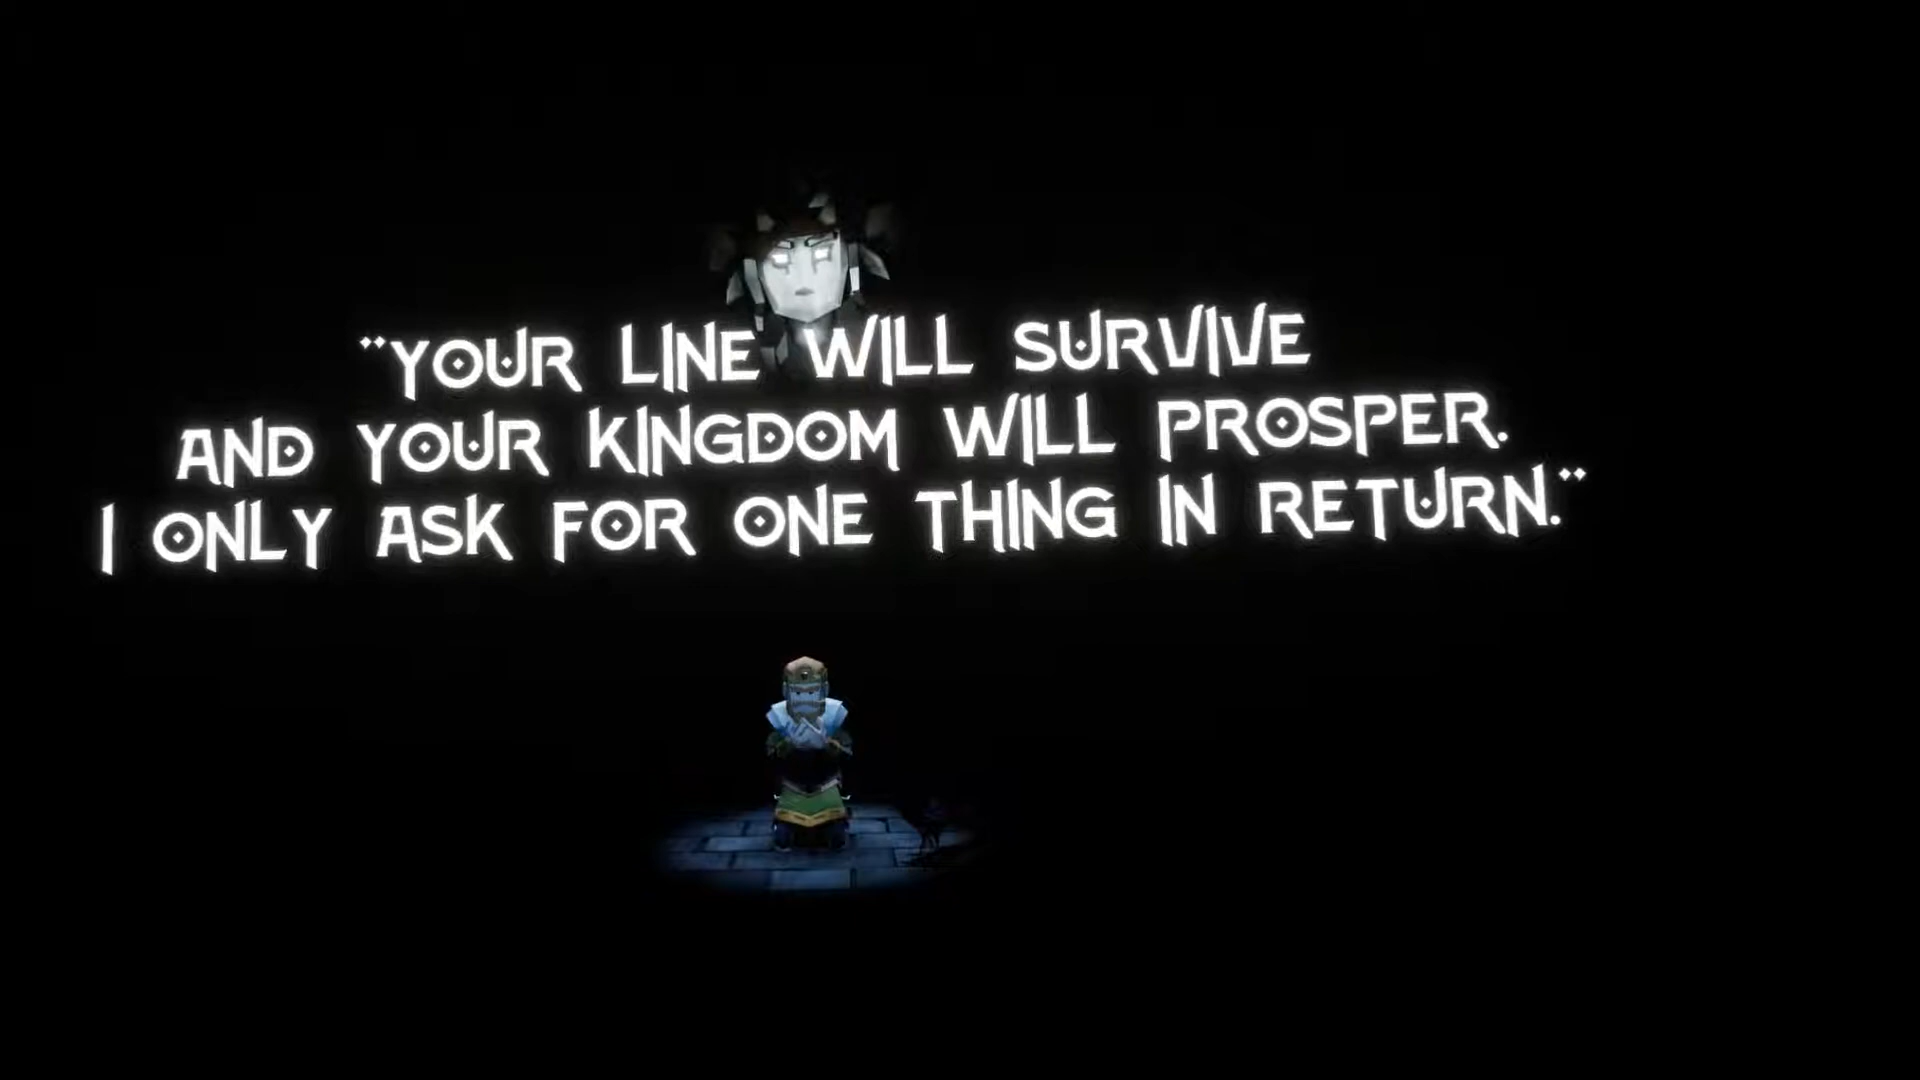 "YOUR LINE WILL SURVIVE
AND YOUR KINGDOM WILL PROSPER.
I ONLY ASK FOR ONE THING IN RETURN."